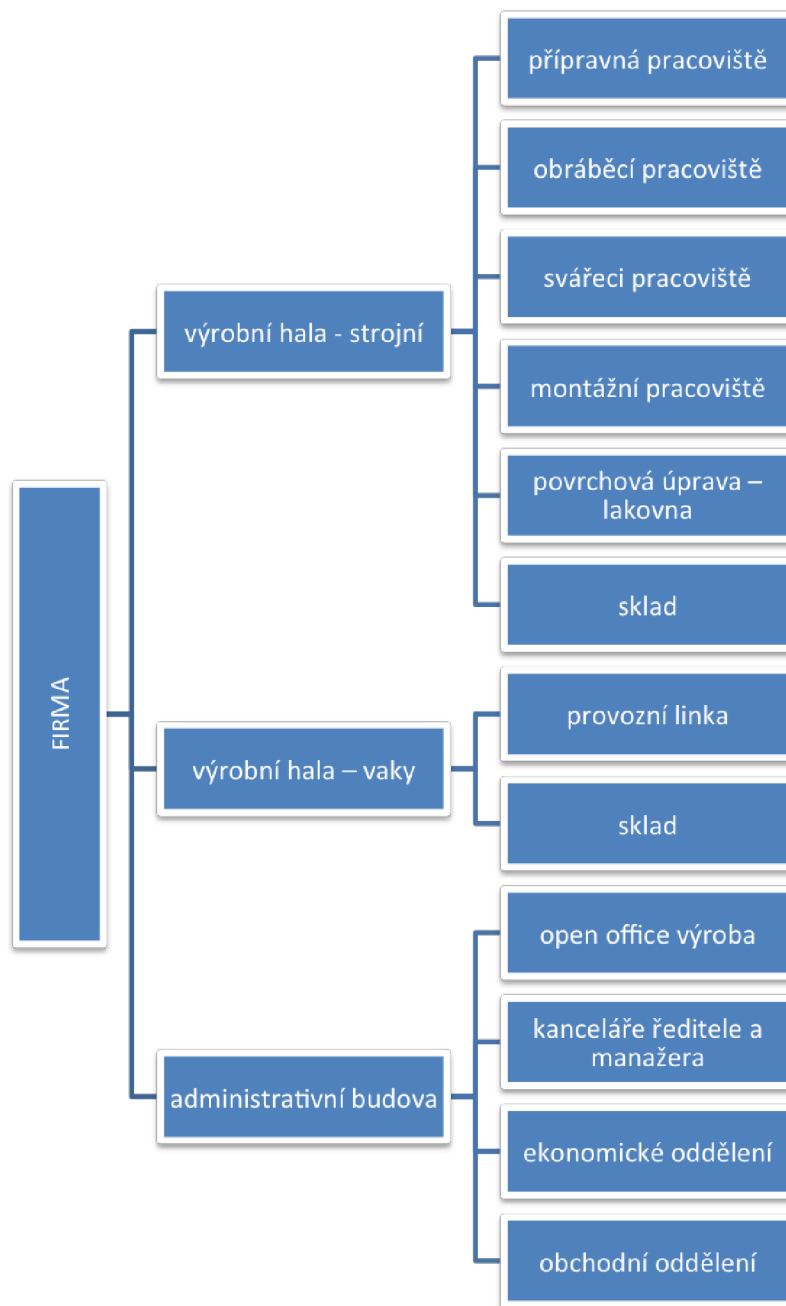 FIRMA
výrobní hala - strojní
přípravná pracoviště
obráběcí pracoviště
svářeci pracoviště
montážní pracoviště
povrchová úprava –
lakovna
sklad
výrobní hala – vaky
provozní linka
sklad
administrativní budova
open office výroba
kanceláře ředitele a
manažera
ekonomické oddělení
obchodní oddělení